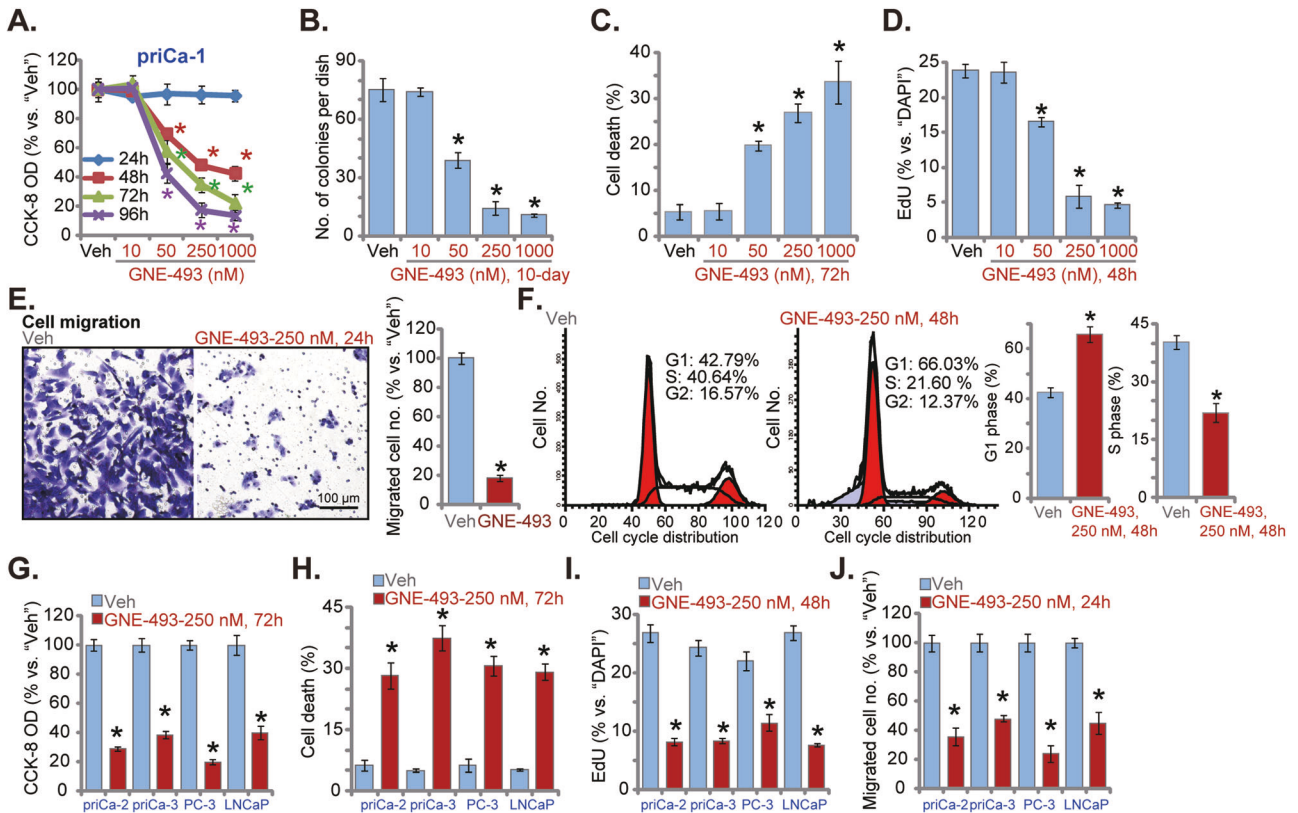 A.
priCa-1
CCK-8 OD (% vs. “Veh”)
120
100
80
60
40
20
0
24h
48h
72h
96h
* * *
* * *
* * *
Veh
10 50 250 1000
GNE-493 (nM)
B.
No. of colonies per dish
90
60
30
0
* * *
Veh
10 50 250 1000
GNE-493 (nM), 10-day
C.
Cell death (%)
40
30
20
10
0
* * *
Veh
10 50 250 1000
GNE-493 (nM), 72h
D.
EdU (% vs. “DAPI”)
25
20
15
10
5
0
* * *
Veh
10 50 250 1000
GNE-493 (nM), 48h
E.
Cell migration
Veh
GNE-493-250 nM, 24h
100 µm
Migrated cell no. (% vs. “Veh”)
120
100
80
60
40
20
0
*
Veh GNE-493
F.
Veh
Cell No.
500
400
300
200
100
0
G1: 42.79%
S: 40.64%
G2: 16.57%
0 20 40 60 80 100 120
Cell cycle distribution
GNE-493-250 nM, 48h
Cell No.
350
300
250
200
150
100
50
0
G1: 66.03%
S: 21.60 %
G2: 12.37%
0 30 60 90 120
Cell cycle distribution
G1 phase (%)
60
40
20
0
*
Veh GNE-493,
250 nM, 48h
S phase (%)
45
30
15
0
*
Veh GNE-493,
250 nM, 48h
G.
Veh
GNE-493-250 nM, 72h
CCK-8 OD (% vs. “Veh”)
120
100
80
60
40
20
0
* * * *
priCa-2 priCa-3 PC-3 LNCaP
H.
Veh
GNE-493-250 nM, 72h
Cell death (%)
45
30
15
0
* * * *
priCa-2 priCa-3 PC-3 LNCaP
I.
Veh
GNE-493-250 nM, 48h
EdU (% vs. “DAPI”)
30
20
10
0
* * * *
priCa-2 priCa-3 PC-3 LNCaP
J.
Veh
GNE-493-250 nM, 24h
Migrated cell no. (% vs. “Veh”)
120
100
80
60
40
20
0
* * * *
priCa-2 priCa-3 PC-3 LNCaP